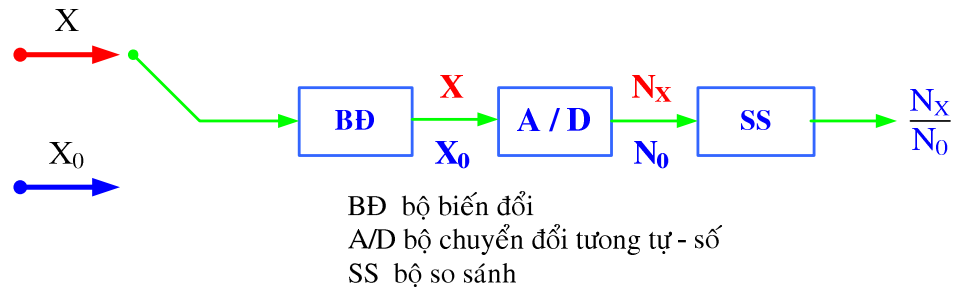 X
X₀
BĐ
X
X₀
A / D
Nₓ
N₀
SS
Nₓ
N₀
BĐ bộ biến đổi
A/D bộ chuyển đổi tương tự - số
SS bộ so sánh